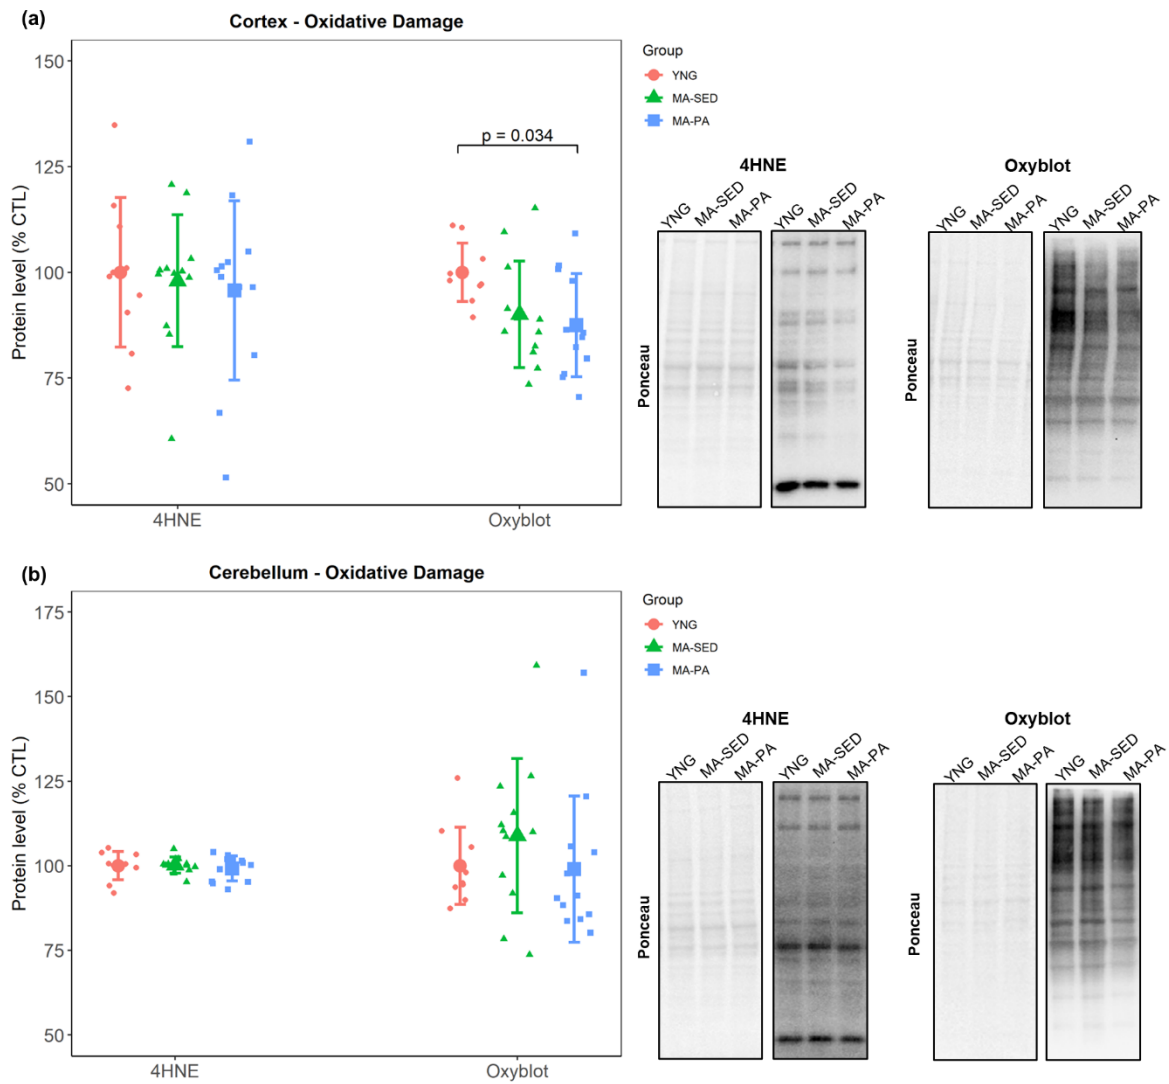 (a)
Cortex - Oxidative Damage
Protein level (% CTL)
150
125
100
75
50
p = 0.034
4HNE
Oxyblot
Group
YNG
MA-SED
MA-PA
4HNE
YNG MA-SED MA-PA YNG MA-SED MA-PA
Ponceau
Oxyblot
YNG MA-SED MA-PA YNG MA-SED MA-PA
Ponceau
(b)
Cerebellum - Oxidative Damage
Protein level (% CTL)
175
150
125
100
75
50
4HNE
Oxyblot
Group
YNG
MA-SED
MA-PA
4HNE
YNG MA-SED MA-PA YNG MA-SED MA-PA
Ponceau
Oxyblot
YNG MA-SED MA-PA YNG MA-SED MA-PA
Ponceau